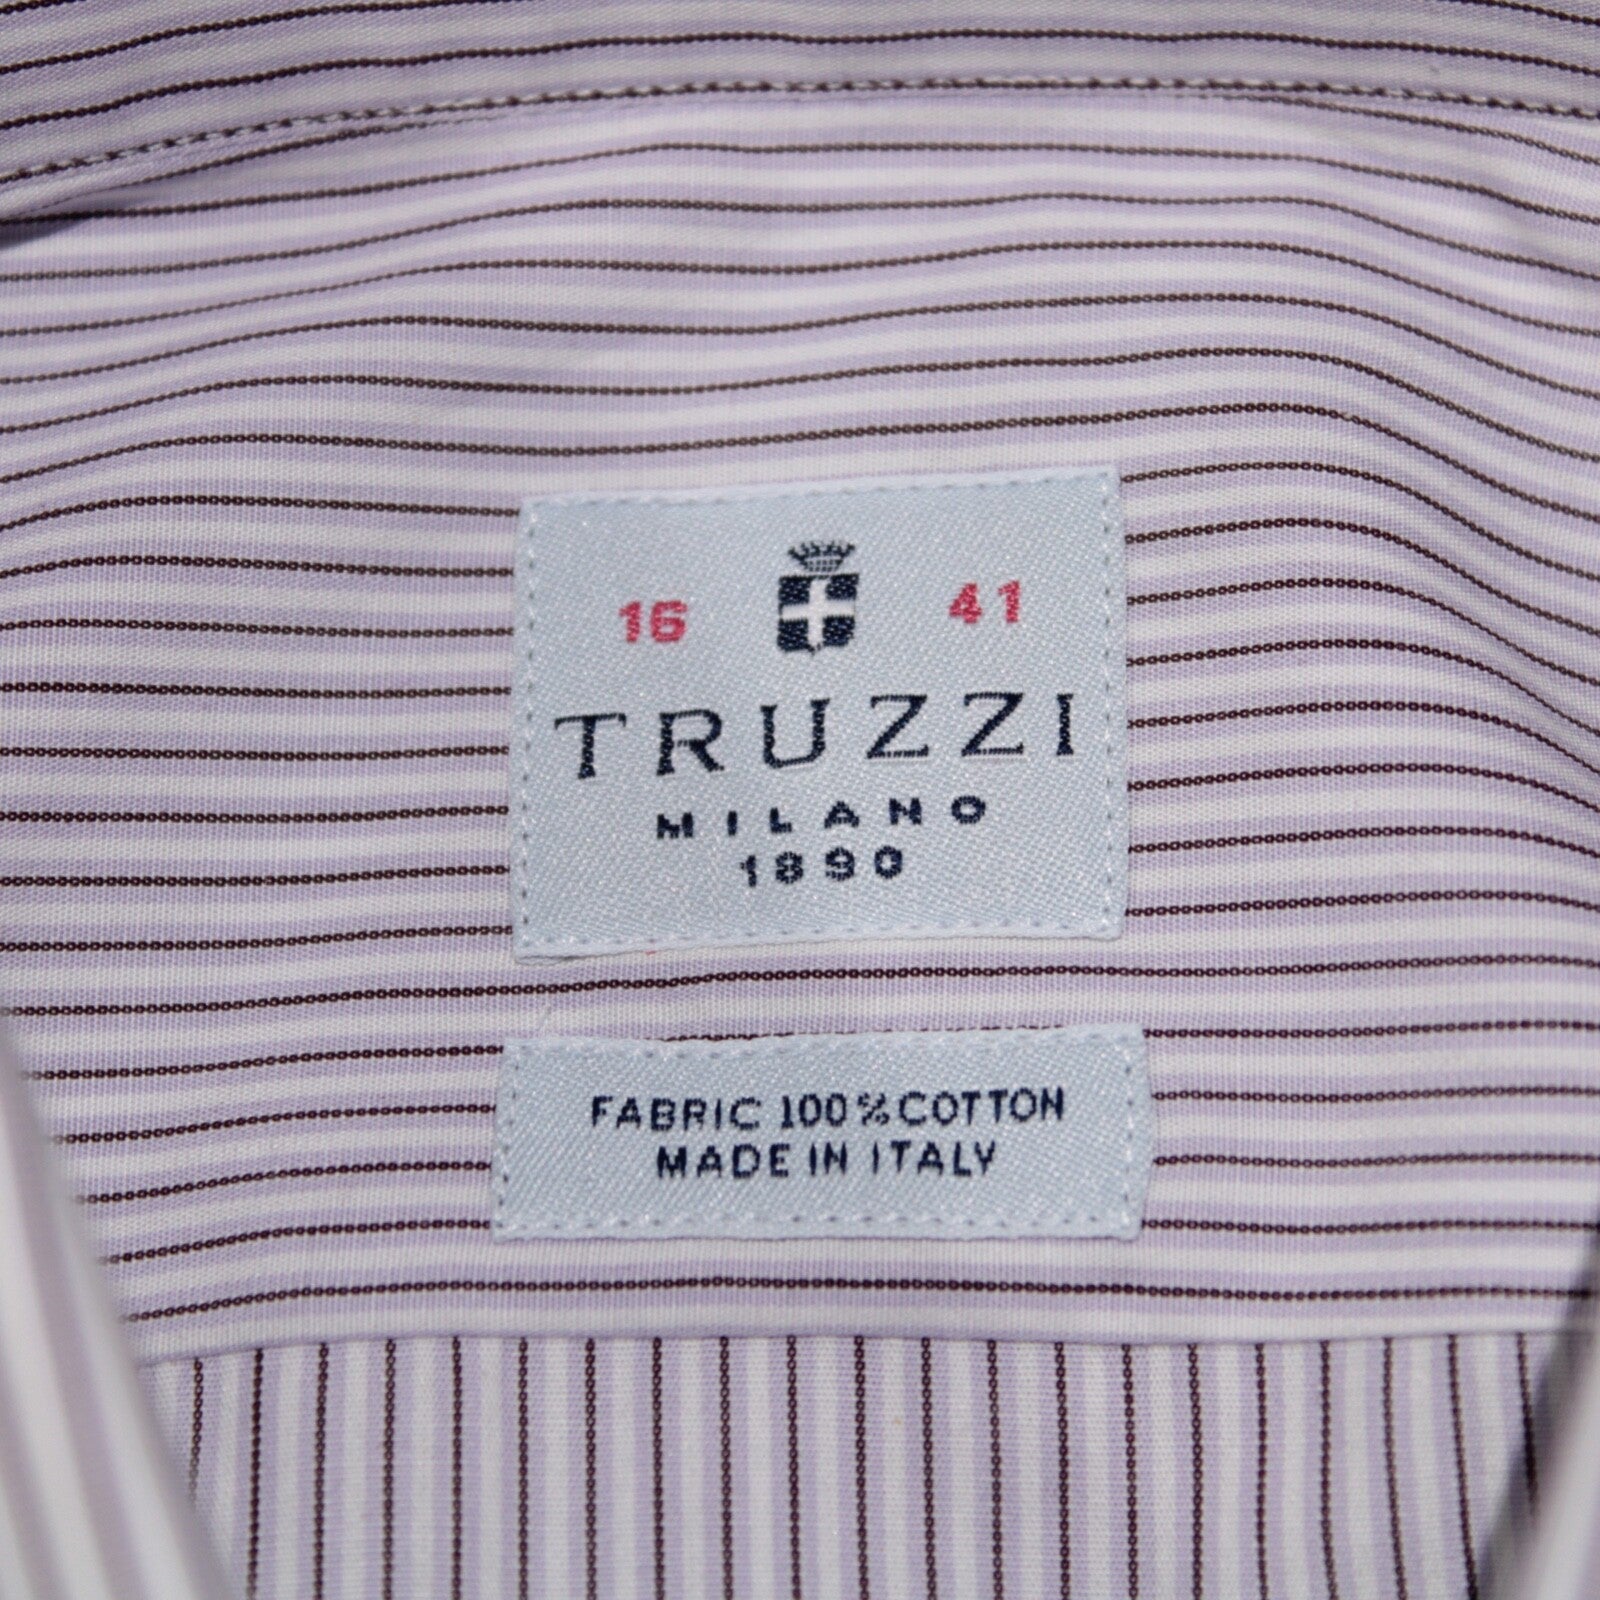 16 41
TRUZZI
MILANO
1890
FABRIC 100% COTTON
MADE IN ITALY